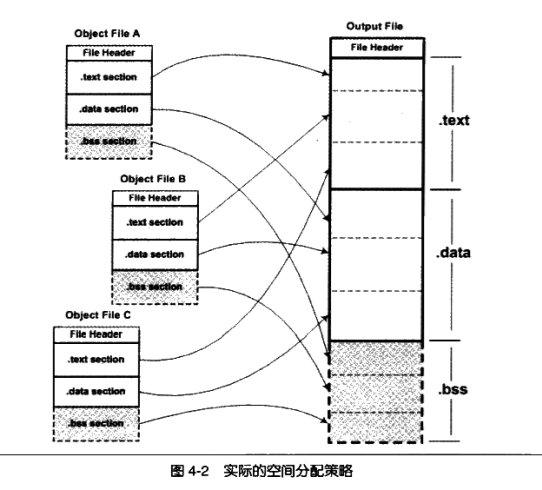 Object File A
File Header
.text section
.data section
.bss section
Object File B
File Header
.text section
.data section
.bss section
Object File C
File Header
.text section
.data section
.bss section
Output File
File Header
.text
.data
.bss
图 4-2 实际的空间分配策略